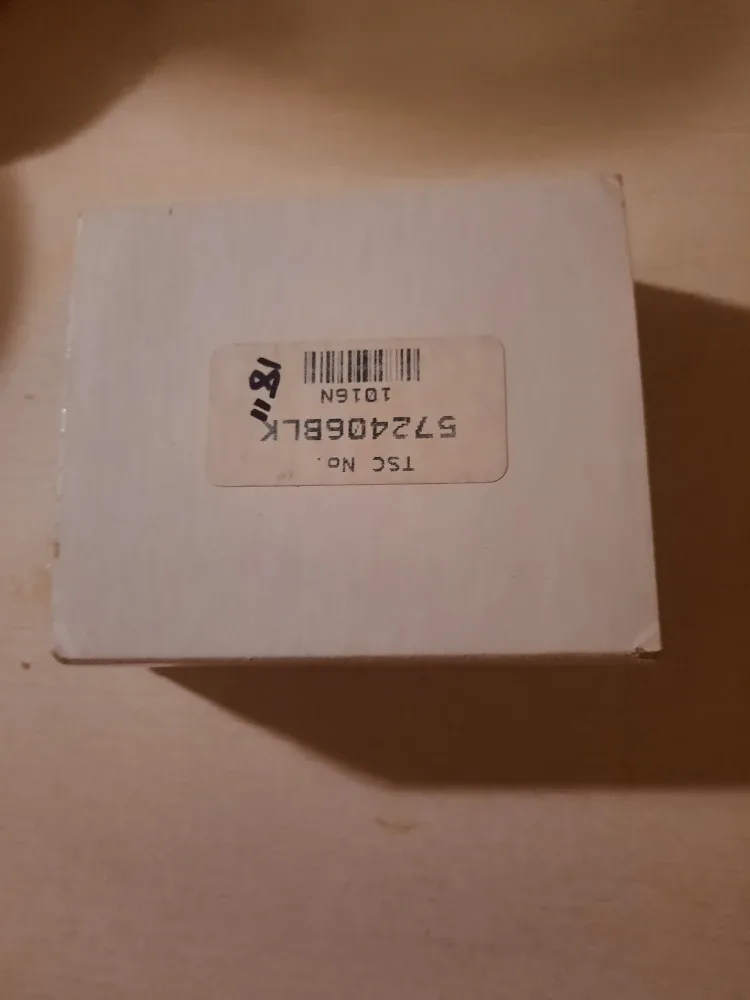 TSC No.
572406BLK
1016N
18"